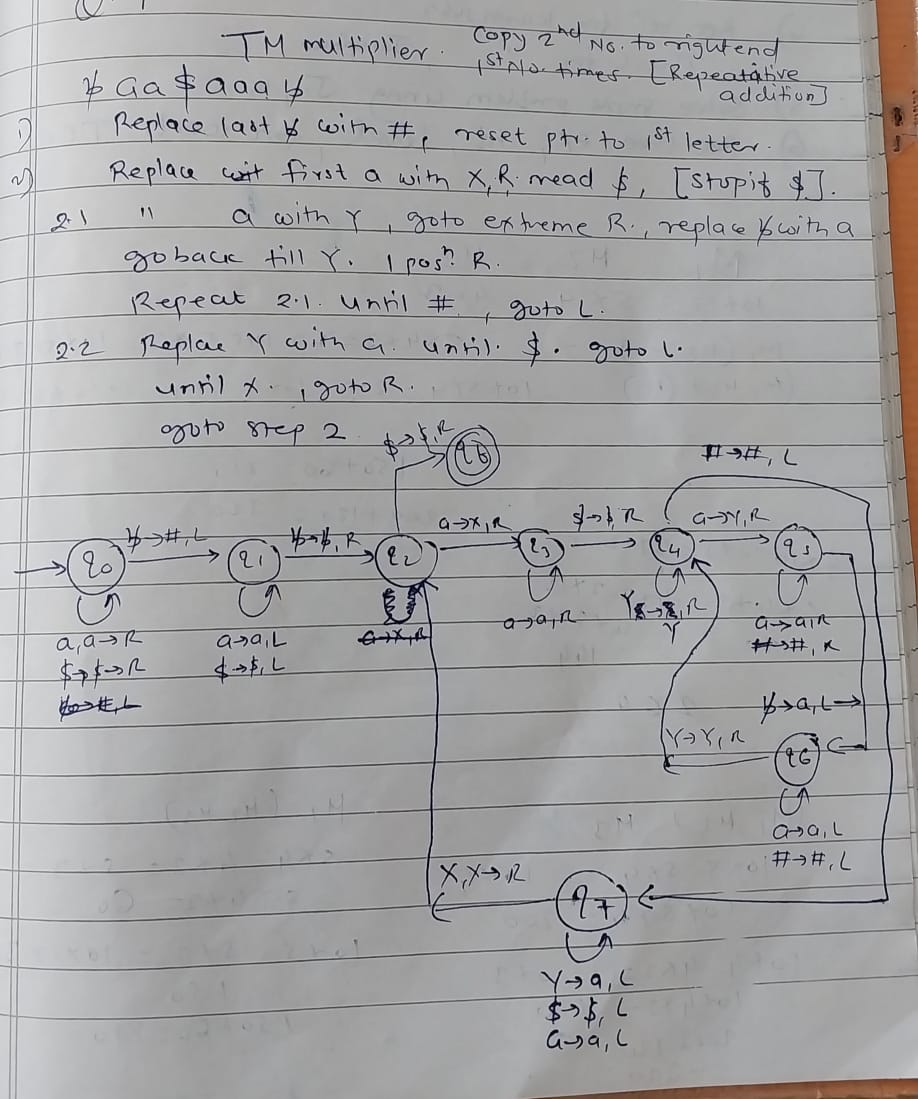 TM multiplier. Copy 2nd No. to right end
1st No. times. [Repeatative
addition]
ƀ aa $ aaa ƀ
1) Replace last ƀ with #, reset ptr. to 1st letter.
2) Replace first a with X, R. read $, [Stop if $].
2.1 " a with Y, goto extreme R., replace ƀ with a
go back till Y. 1 posn. R.
Repeat 2.1. until #, goto L.
2.2 Replae Y with a. until. $. goto L.
until x., goto R.
goto step 2
$→$, R
q6
#→#, L
ƀ→#, L
ƀ→ƀ, R
a→X, R
$→$, R
a→Y, R
q0
q1
q2
q3
q4
q5
a, a→R
$→$→R
ƀ→#, L
a→a, L
$→$, L
a→X, R
a→a, R
Y→Y, R
a→a, R
#→#, R
ƀ→a, L→
Y→Y, R
q6
a→a, L
#→#, L
X, X→R
q7
Y→a, L
$→$, L
a→a, L